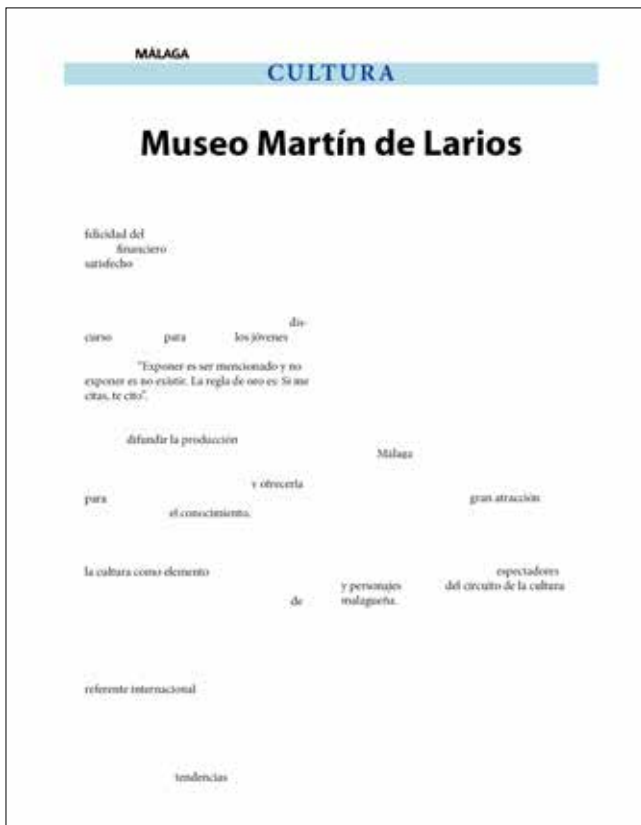 MÁLAGA
CULTURA
Museo Martín de Larios
felicidad del
financiero
satisfecho
dis-
curso para los jóvenes
"Exponer es ser mencionado y no
exponer es no existir. La regla de oro es: Si me
citas, te cito".
difundir la producción
y ofrecerla
para
el conocimiento.
la cultura como elemento
de
referente internacional
tendencias
Málaga
gran atracción
espectadores
y personajes del circuito de la cultura
malagueña.